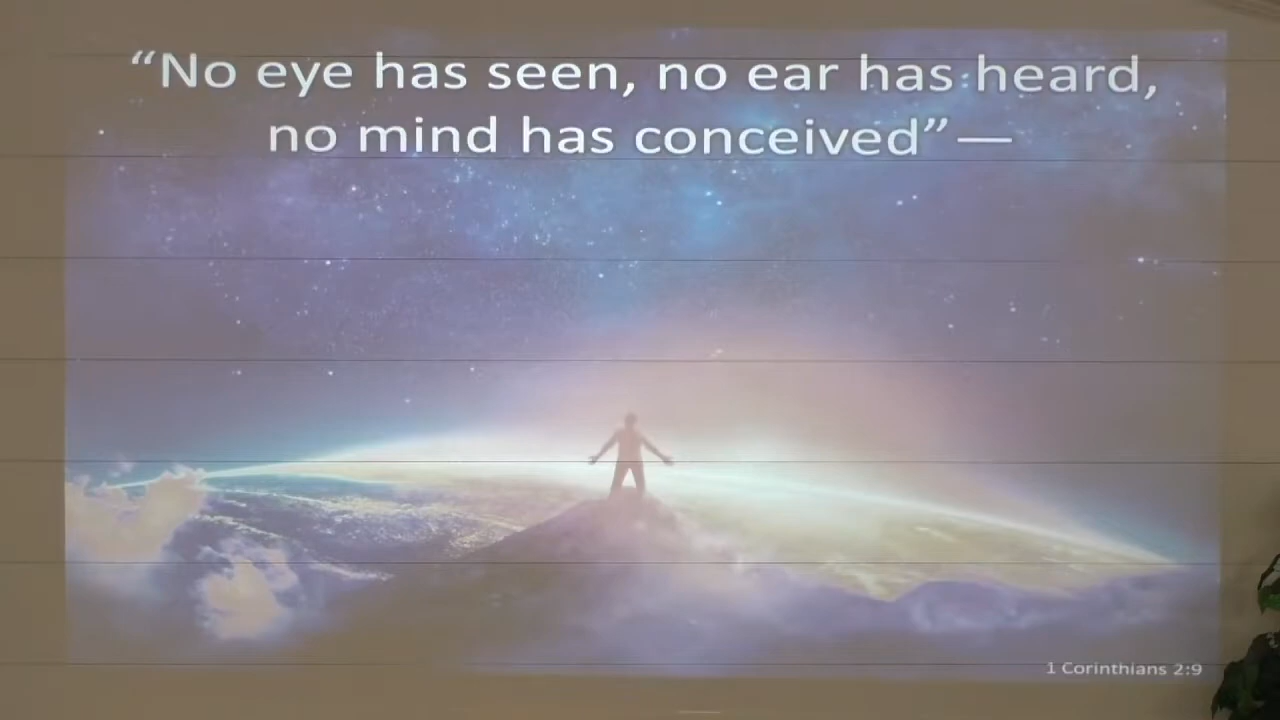 “No eye has seen, no ear has heard,
no mind has conceived”—
1 Corinthians 2:9